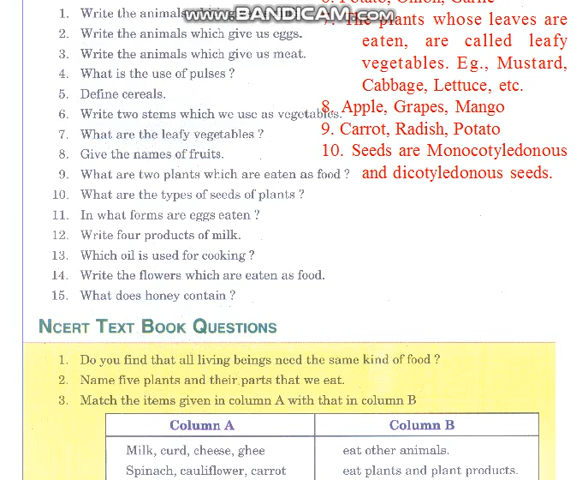 1. Write the animals
www.BANDICAM.com
2. Write the animals which give us eggs.
3. Write the animals which give us meat.
4. What is the use of pulses ?
5. Define cereals.
6. Write two stems which we use as vegetables.
7. What are the leafy vegetables ?
8. Give the names of fruits.
9. What are two plants which are eaten as food ?
10. What are the types of seeds of plants ?
11. In what forms are eggs eaten ?
12. Write four products of milk.
13. Which oil is used for cooking ?
14. Write the flowers which are eaten as food.
15. What does honey contain ?
Potato, Onion, Garlic
7. The plants whose leaves are
eaten, are called leafy
vegetables. Eg., Mustard,
Cabbage, Lettuce, etc.
8. Apple, Grapes, Mango
9. Carrot, Radish, Potato
10. Seeds are Monocotyledonous
and dicotyledonous seeds.
NCERT TEXT BOOK QUESTIONS
1. Do you find that all living beings need the same kind of food ?
2. Name five plants and their parts that we eat.
3. Match the items given in column A with that in column B
Column A Column B
Milk, curd, cheese, ghee eat other animals.
Spinach, cauliflower, carrot eat plants and plant products.